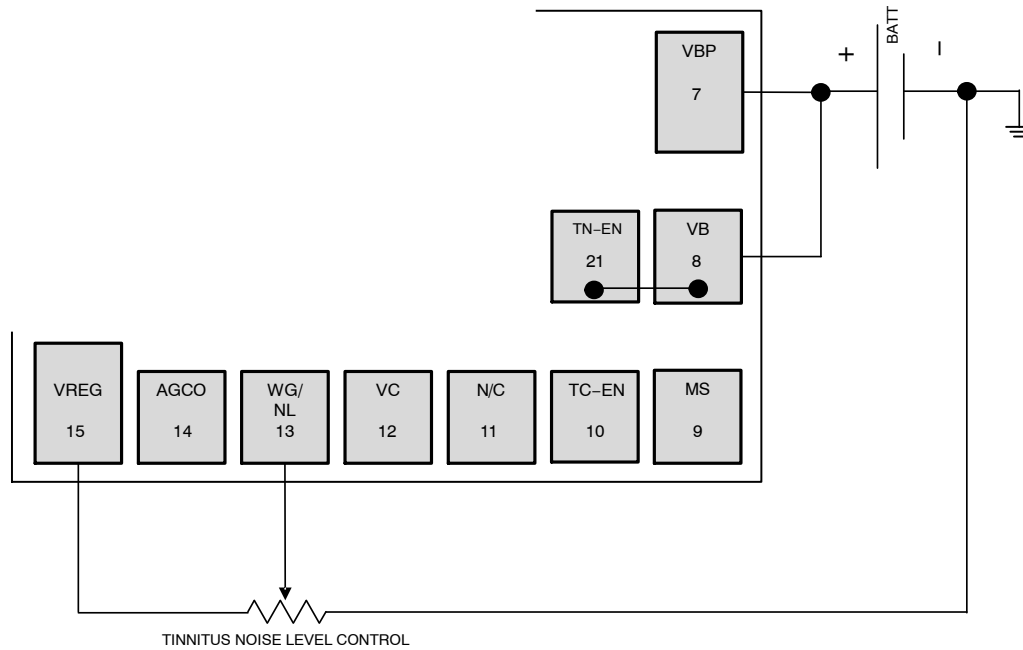 BATT
+
−
VBP
7
TN−EN
21
VB
8
VREG
15
AGCO
14
WG/
NL
13
VC
12
N/C
11
TC−EN
10
MS
9
TINNITUS NOISE LEVEL CONTROL